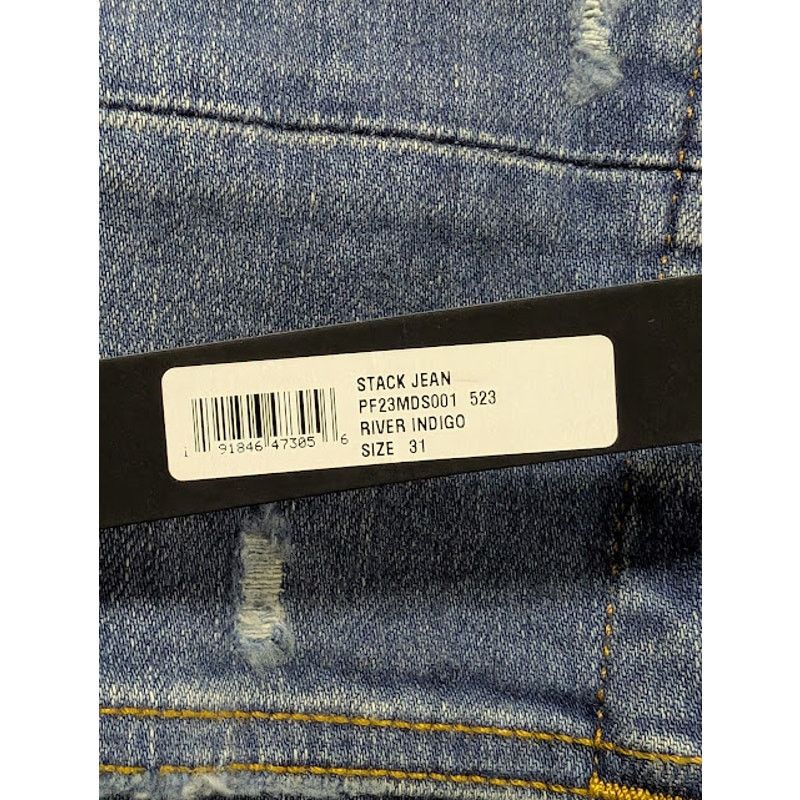 STACK JEAN
PF23MDS001 523
RIVER INDIGO
SIZE 31
1 91846 47305 6